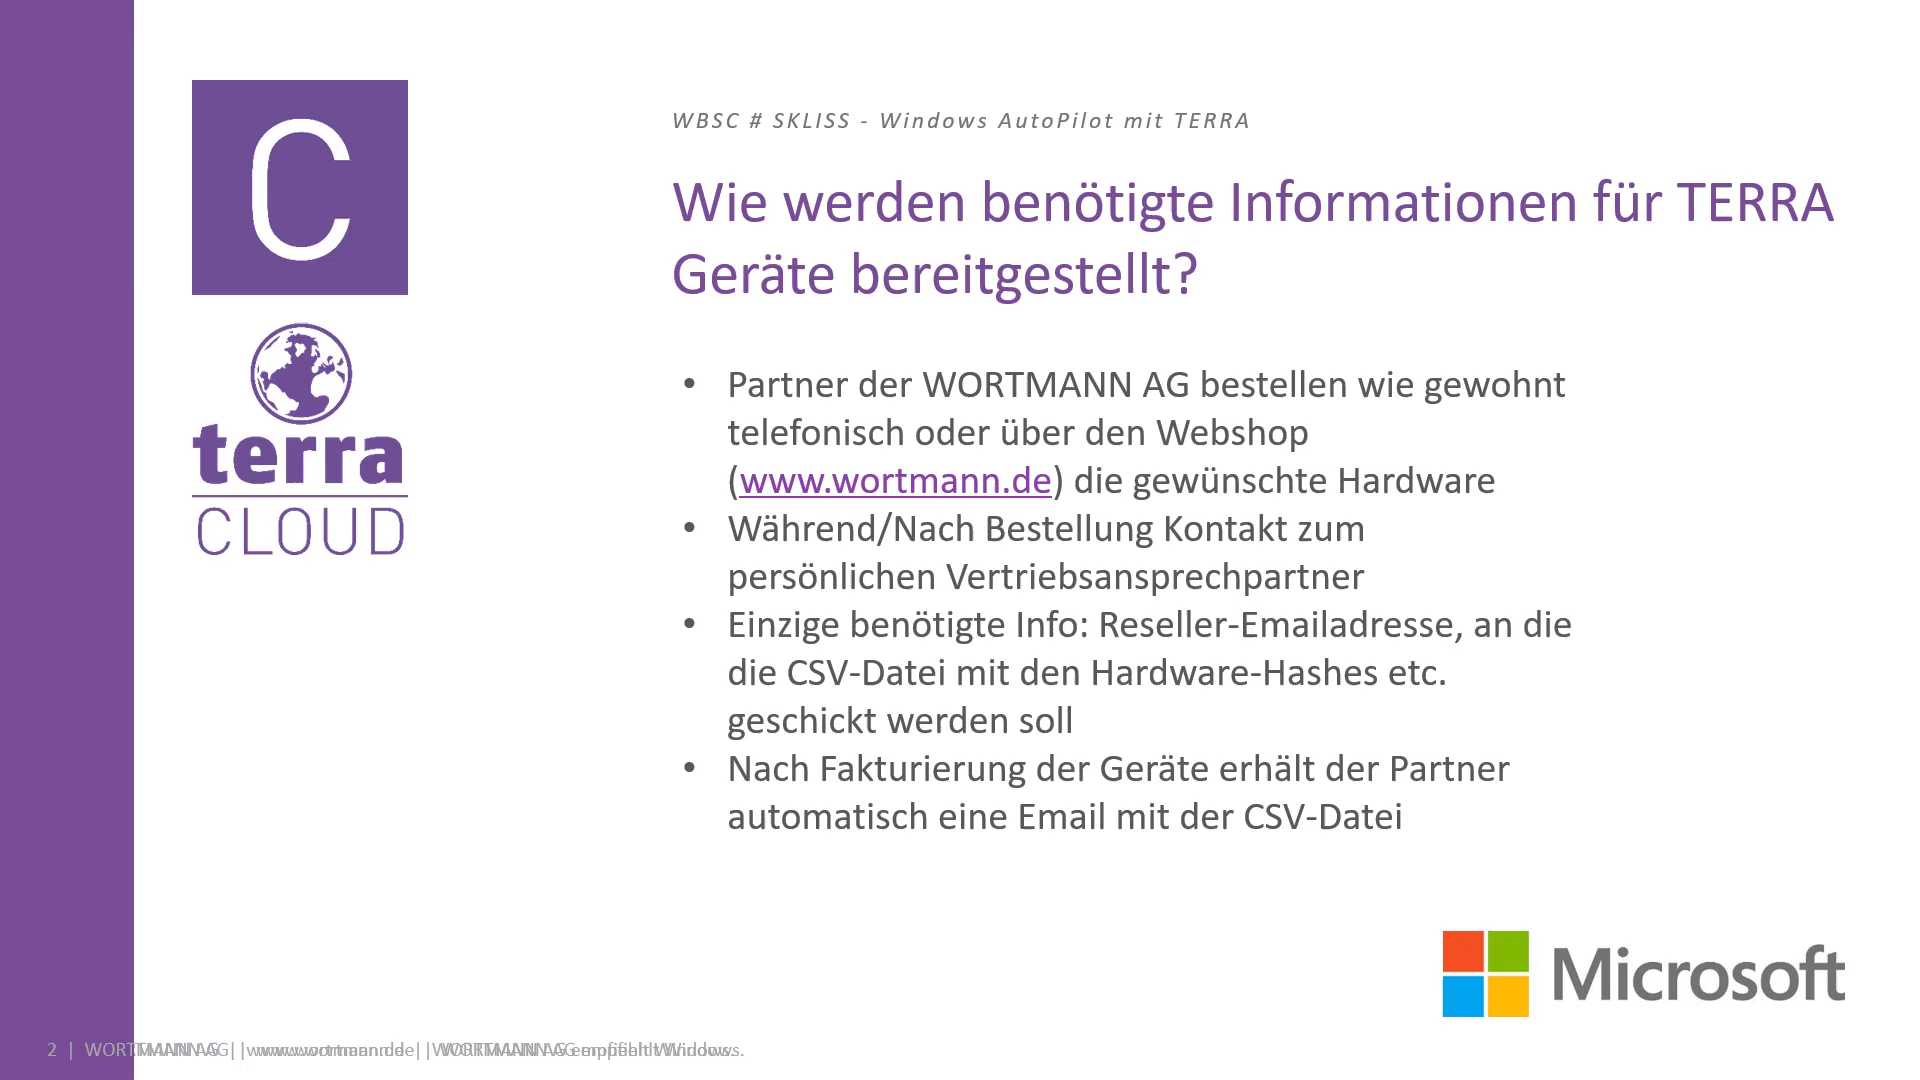 C
terra
CLOUD
WBSC # SKLISS - Windows AutoPilot mit TERRA
Wie werden benötigte Informationen für TERRA
Geräte bereitgestellt?
• Partner der WORTMANN AG bestellen wie gewohnt
telefonisch oder über den Webshop
(www.wortmann.de) die gewünschte Hardware
• Während/Nach Bestellung Kontakt zum
persönlichen Vertriebsansprechpartner
• Einzige benötigte Info: Reseller-Emailadresse, an die
die CSV-Datei mit den Hardware-Hashes etc.
geschickt werden soll
• Nach Fakturierung der Geräte erhält der Partner
automatisch eine Email mit der CSV-Datei
Microsoft
2 | WORTMANN AG | www.wortmann.de | WORTMANN AG empfiehlt Windows.